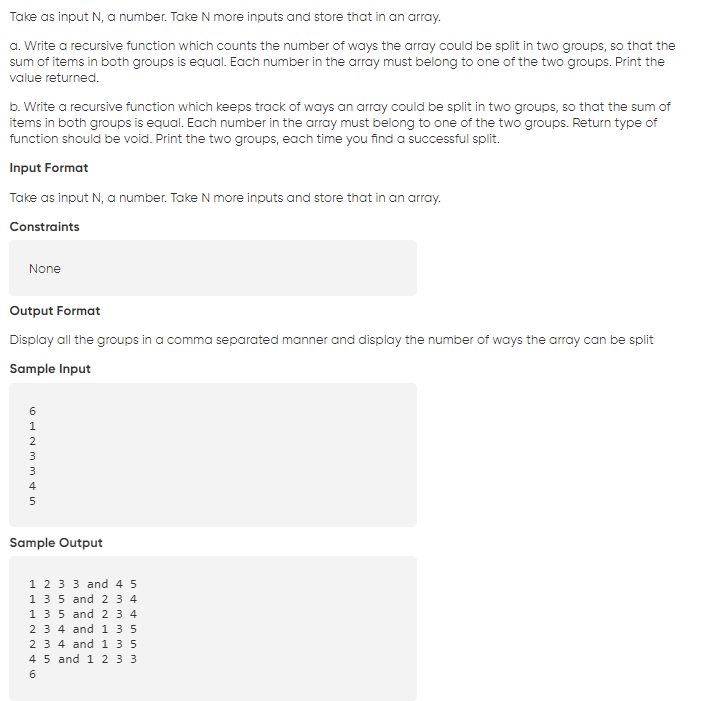 Take as input N, a number. Take N more inputs and store that in an array.
a. Write a recursive function which counts the number of ways the array could be split in two groups, so that the
sum of items in both groups is equal. Each number in the array must belong to one of the two groups. Print the
value returned.
b. Write a recursive function which keeps track of ways an array could be split in two groups, so that the sum of
items in both groups is equal. Each number in the array must belong to one of the two groups. Return type of
function should be void. Print the two groups, each time you find a successful split.
Input Format
Take as input N, a number. Take N more inputs and store that in an array.
Constraints
None
Output Format
Display all the groups in a comma separated manner and display the number of ways the array can be split
Sample Input
6
1
2
3
3
4
5
Sample Output
1 2 3 3 and 4 5
1 3 5 and 2 3 4
1 3 5 and 2 3 4
2 3 4 and 1 3 5
2 3 4 and 1 3 5
4 5 and 1 2 3 3
6